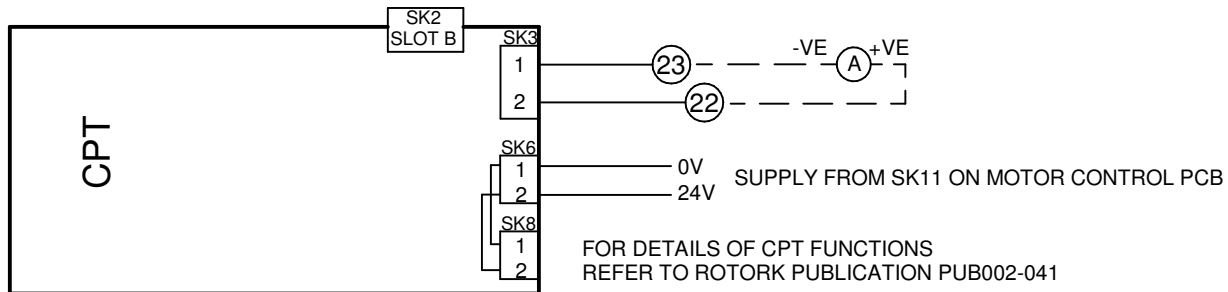 SK2
SLOT B
SK3
-VE
A
+VE
1
23
2
22
CPT
SK6
1
0V
2
24V
SUPPLY FROM SK11 ON MOTOR CONTROL PCB
SK8
1
2
FOR DETAILS OF CPT FUNCTIONS
REFER TO ROTORK PUBLICATION PUB002-041